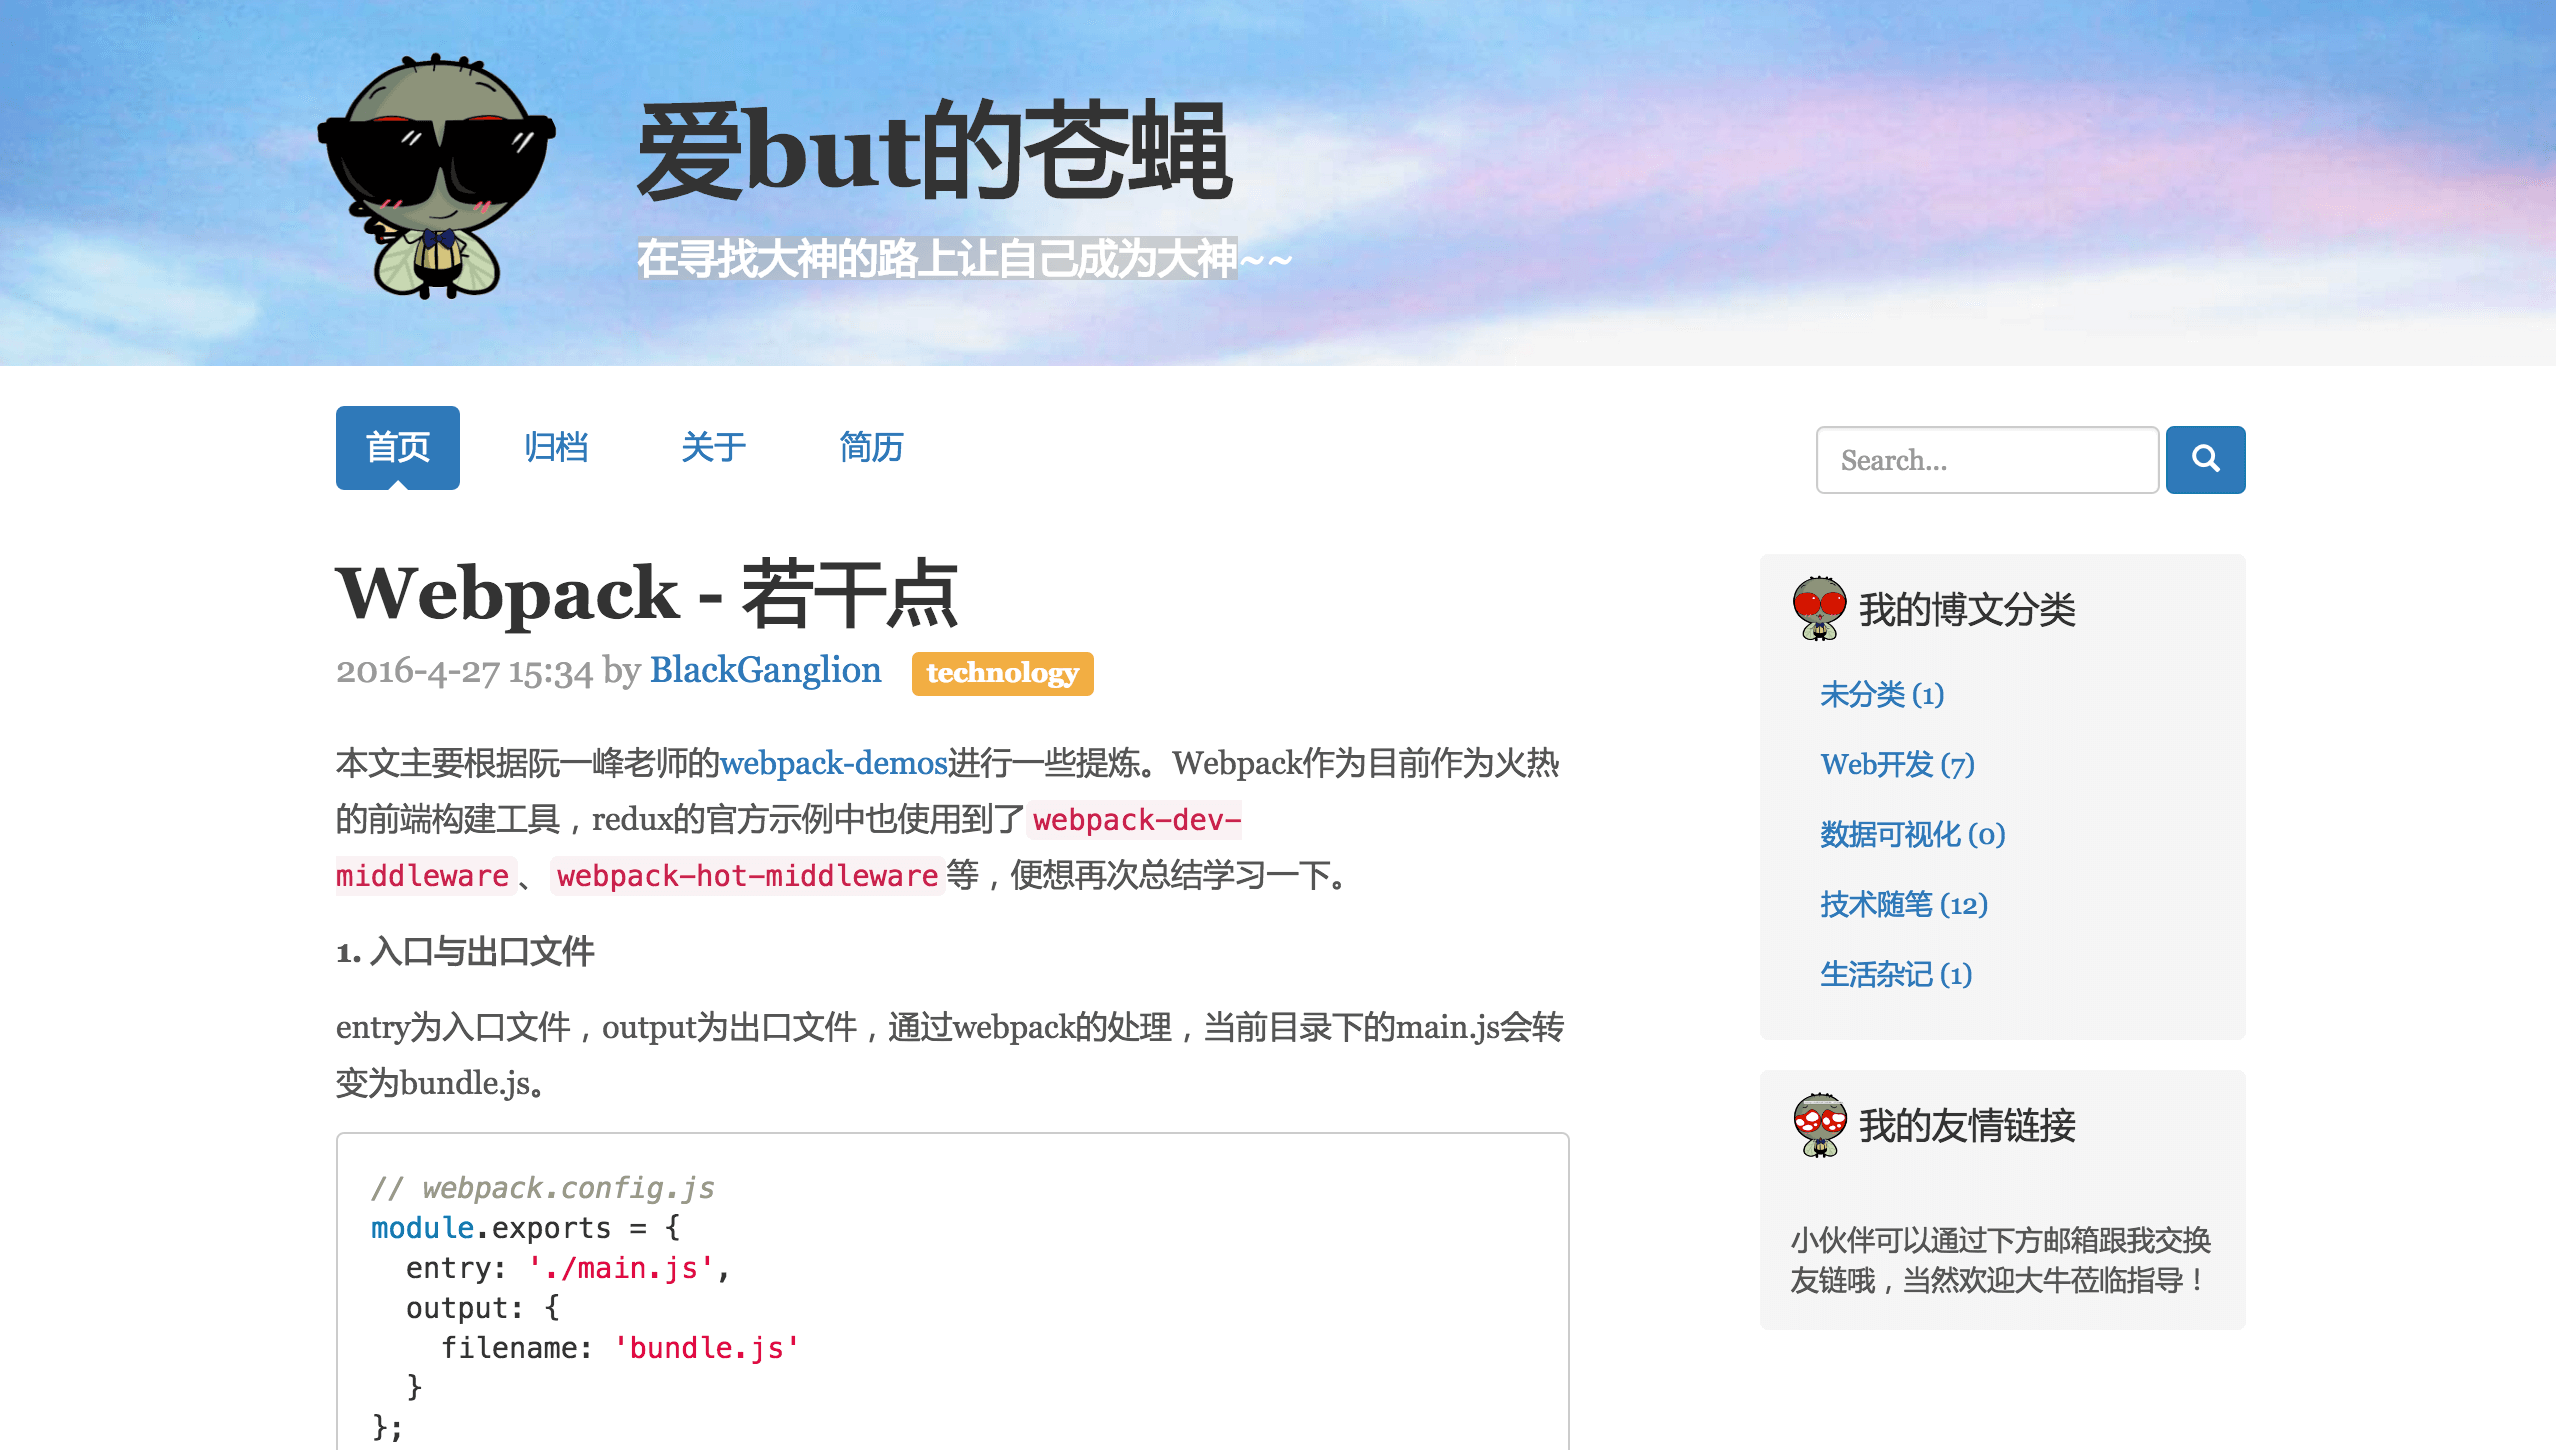 爱but的苍蝇
在寻找大神的路上让自己成为大神~~
首页 归档 关于 简历
Search...
Webpack - 若干点
2016-4-27 15:34 by BlackGanglion technology
本文主要根据阮一峰老师的webpack-demos进行一些提炼。Webpack作为目前作为火热
的前端构建工具，redux的官方示例中也使用到了webpack-dev-
middleware、webpack-hot-middleware等，便想再次总结学习一下。
1. 入口与出口文件
entry为入口文件，output为出口文件，通过webpack的处理，当前目录下的main.js会转
变为bundle.js。
// webpack.config.js
module.exports = {
  entry: './main.js',
  output: {
    filename: 'bundle.js'
  }
};
我的博文分类
未分类 (1)
Web开发 (7)
数据可视化 (0)
技术随笔 (12)
生活杂记 (1)
我的友情链接
小伙伴可以通过下方邮箱跟我交换
友链哦，当然欢迎大牛莅临指导！